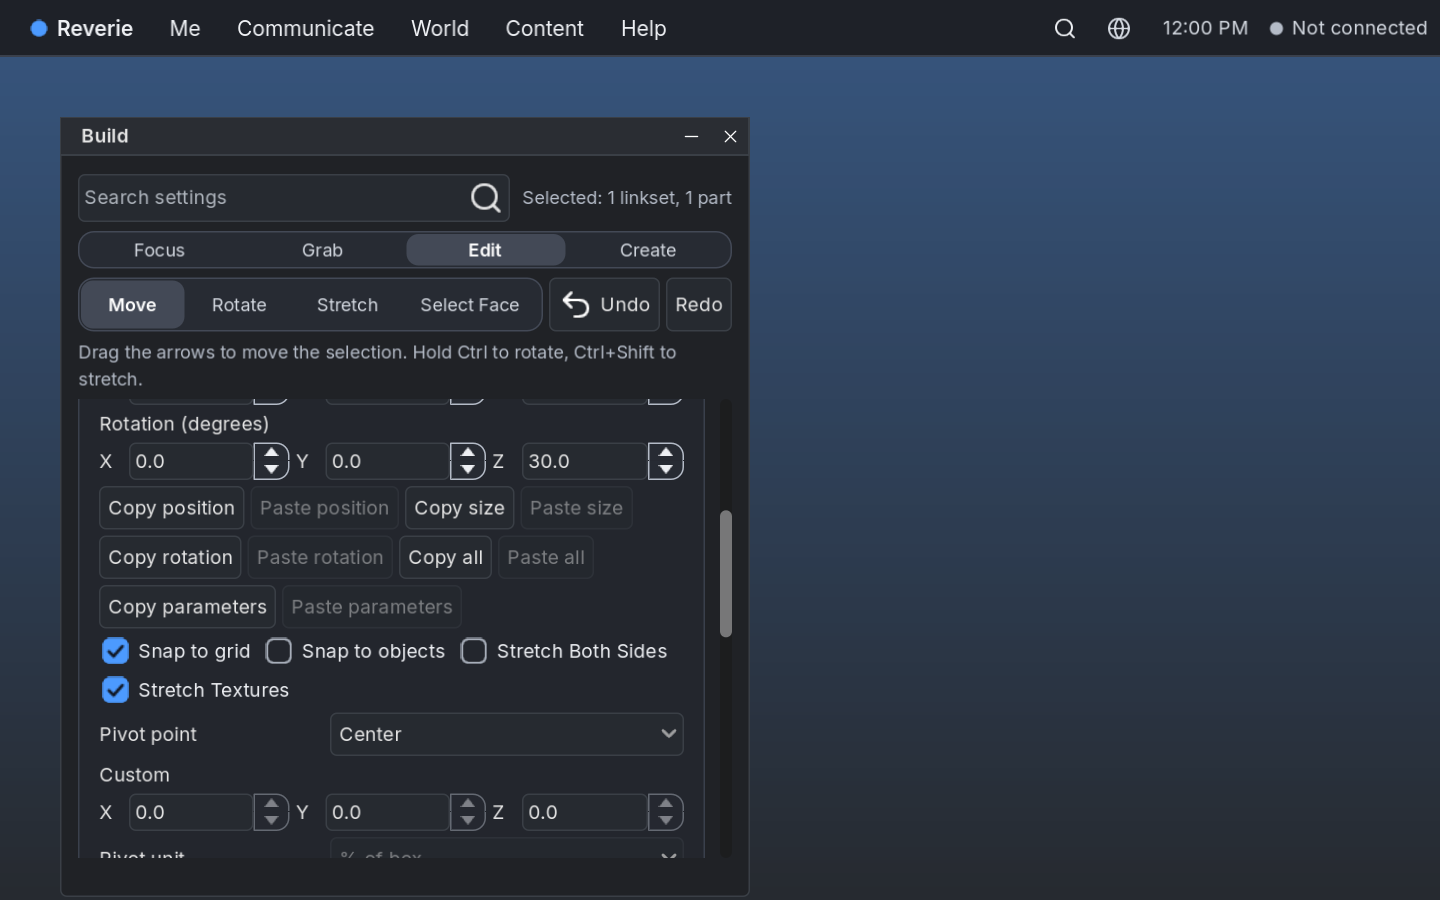 Reverie Me Communicate World Content Help 12:00 PM Not connected
Build
Search settings Selected: 1 linkset, 1 part
Focus Grab Edit Create
Move Rotate Stretch Select Face Undo Redo
Drag the arrows to move the selection. Hold Ctrl to rotate, Ctrl+Shift to
stretch.
Rotation (degrees)
X 0.0 Y 0.0 Z 30.0
Copy position Paste position Copy size Paste size
Copy rotation Paste rotation Copy all Paste all
Copy parameters Paste parameters
Snap to grid Snap to objects Stretch Both Sides
Stretch Textures
Pivot point Center
Custom
X 0.0 Y 0.0 Z 0.0
Pivot unit % of box